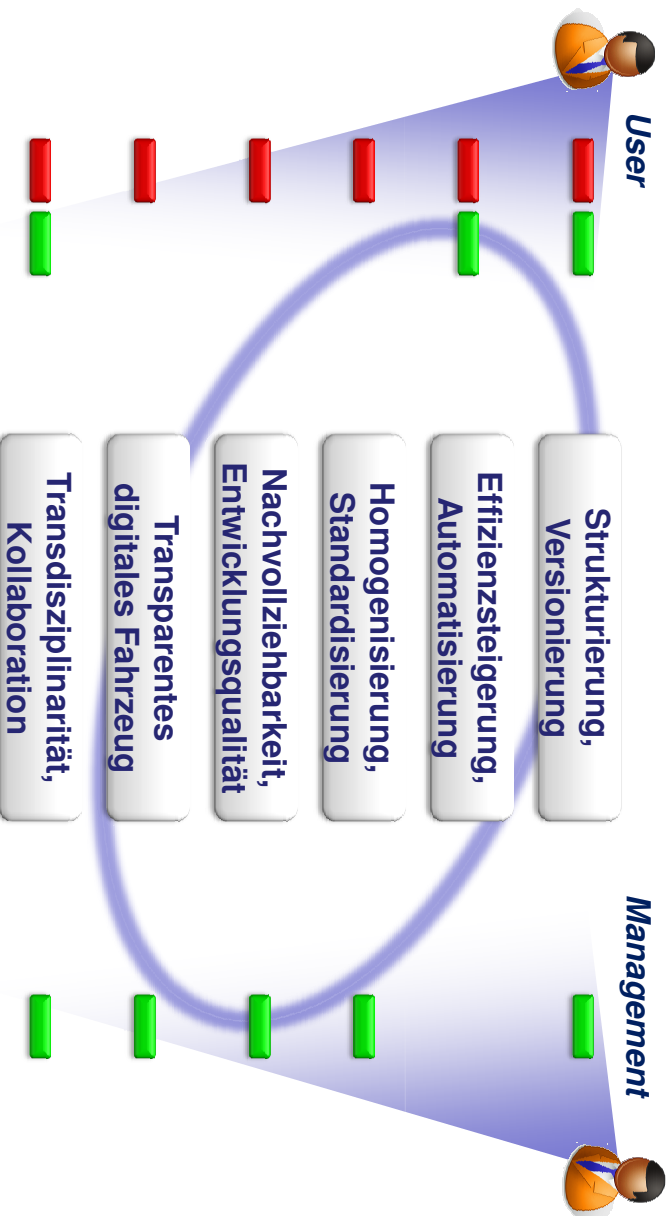 User
Management
Strukturierung,
Versionierung
Effizienzsteigerung,
Automatisierung
Homogenisierung,
Standardisierung
Nachvollziehbarkeit,
Entwicklungsqualität
Transparentes
digitales Fahrzeug
Transdisziplinarität,
Kollaboration